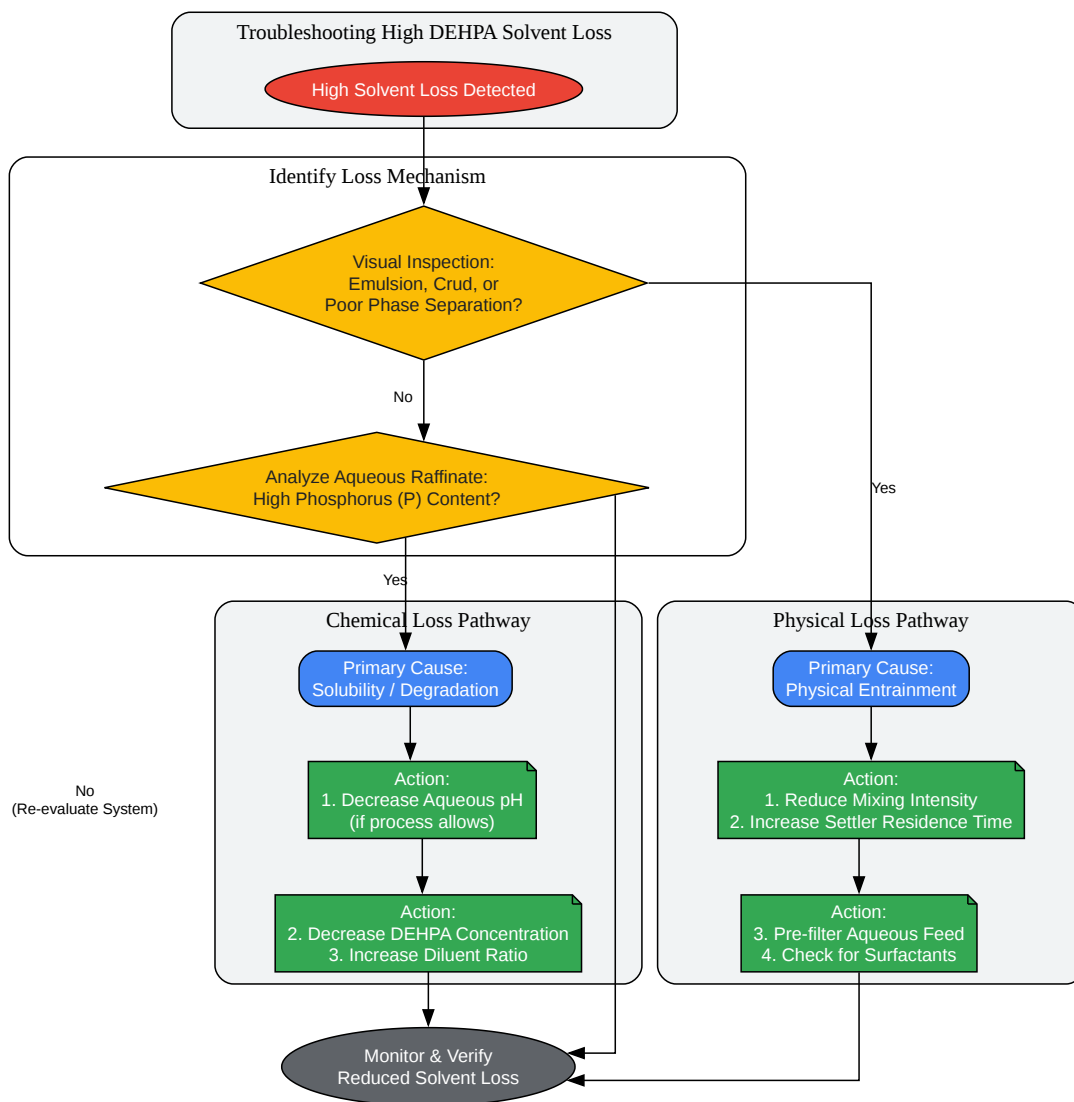 Troubleshooting High DEHPA Solvent Loss
High Solvent Loss Detected
Identify Loss Mechanism
Visual Inspection:
Emulsion, Crud, or
Poor Phase Separation?
No
Analyze Aqueous Raffinate:
High Phosphorus (P) Content?
Yes
Yes
Chemical Loss Pathway
Primary Cause:
Solubility / Degradation
Action:
1. Decrease Aqueous pH
(if process allows)
Action:
2. Decrease DEHPA Concentration
3. Increase Diluent Ratio
Physical Loss Pathway
Primary Cause:
Physical Entrainment
Action:
1. Reduce Mixing Intensity
2. Increase Settler Residence Time
Action:
3. Pre-filter Aqueous Feed
4. Check for Surfactants
No
(Re-evaluate System)
Monitor & Verify
Reduced Solvent Loss